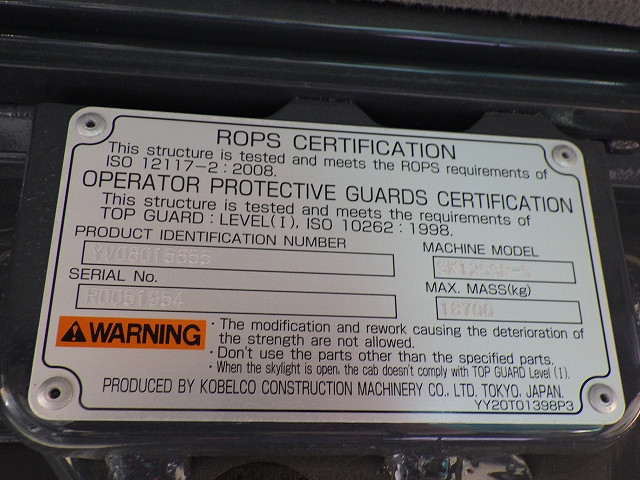 ROPS CERTIFICATION
This structure is tested and meets the ROPS requirements of
ISO 12117-2 : 2008.
OPERATOR PROTECTIVE GUARDS CERTIFICATION
This structure is tested and meets the requirements of
TOP GUARD : LEVEL(I), ISO 10262 : 1998.
PRODUCT IDENTIFICATION NUMBER
YV08015655
MACHINE MODEL
SERIAL No.
R0051954
MAX. MASS(kg)
WARNING
· The modification and rework causing the deterioration of
the strength are not allowed.
· Don't use the parts other than the specified parts.
· When the skylight is open, the cab doesn't comply with TOP GUARD Level (I).
PRODUCED BY KOBELCO CONSTRUCTION MACHINERY CO., LTD. TOKYO, JAPAN.
YY20T01398P3